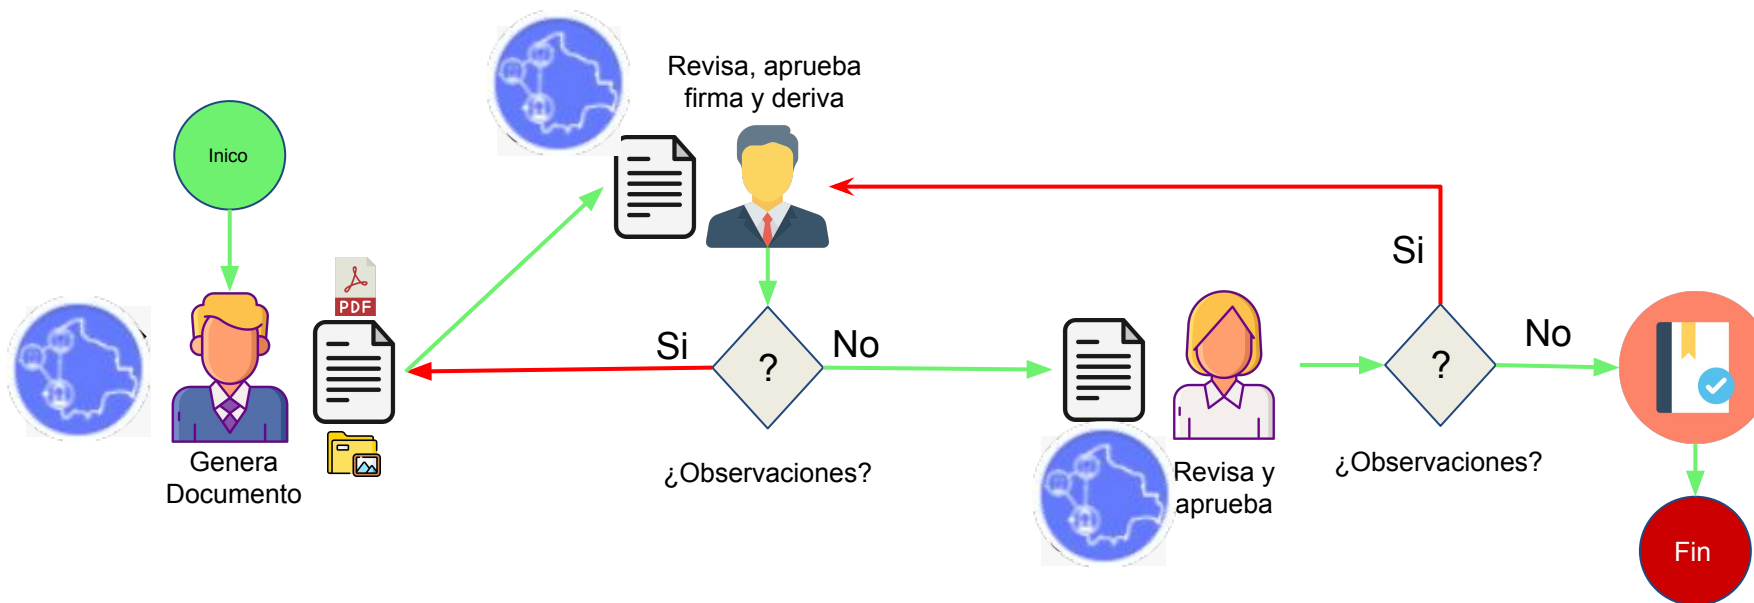 Inico
Genera
Documento
PDF
Revisa, aprueba
firma y deriva
Si
?
No
¿Observaciones?
Revisa y
aprueba
Si
?
No
¿Observaciones?
Fin